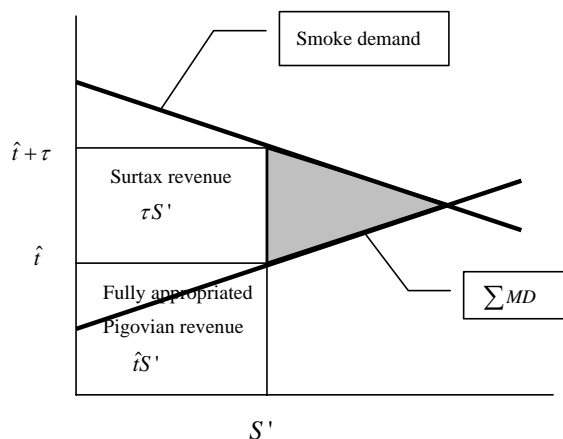 Smoke demand
t̂ + τ
Surtax revenue
τS'
t̂
Fully appropriated
Pigovian revenue
t̂S'
∑MD
S'